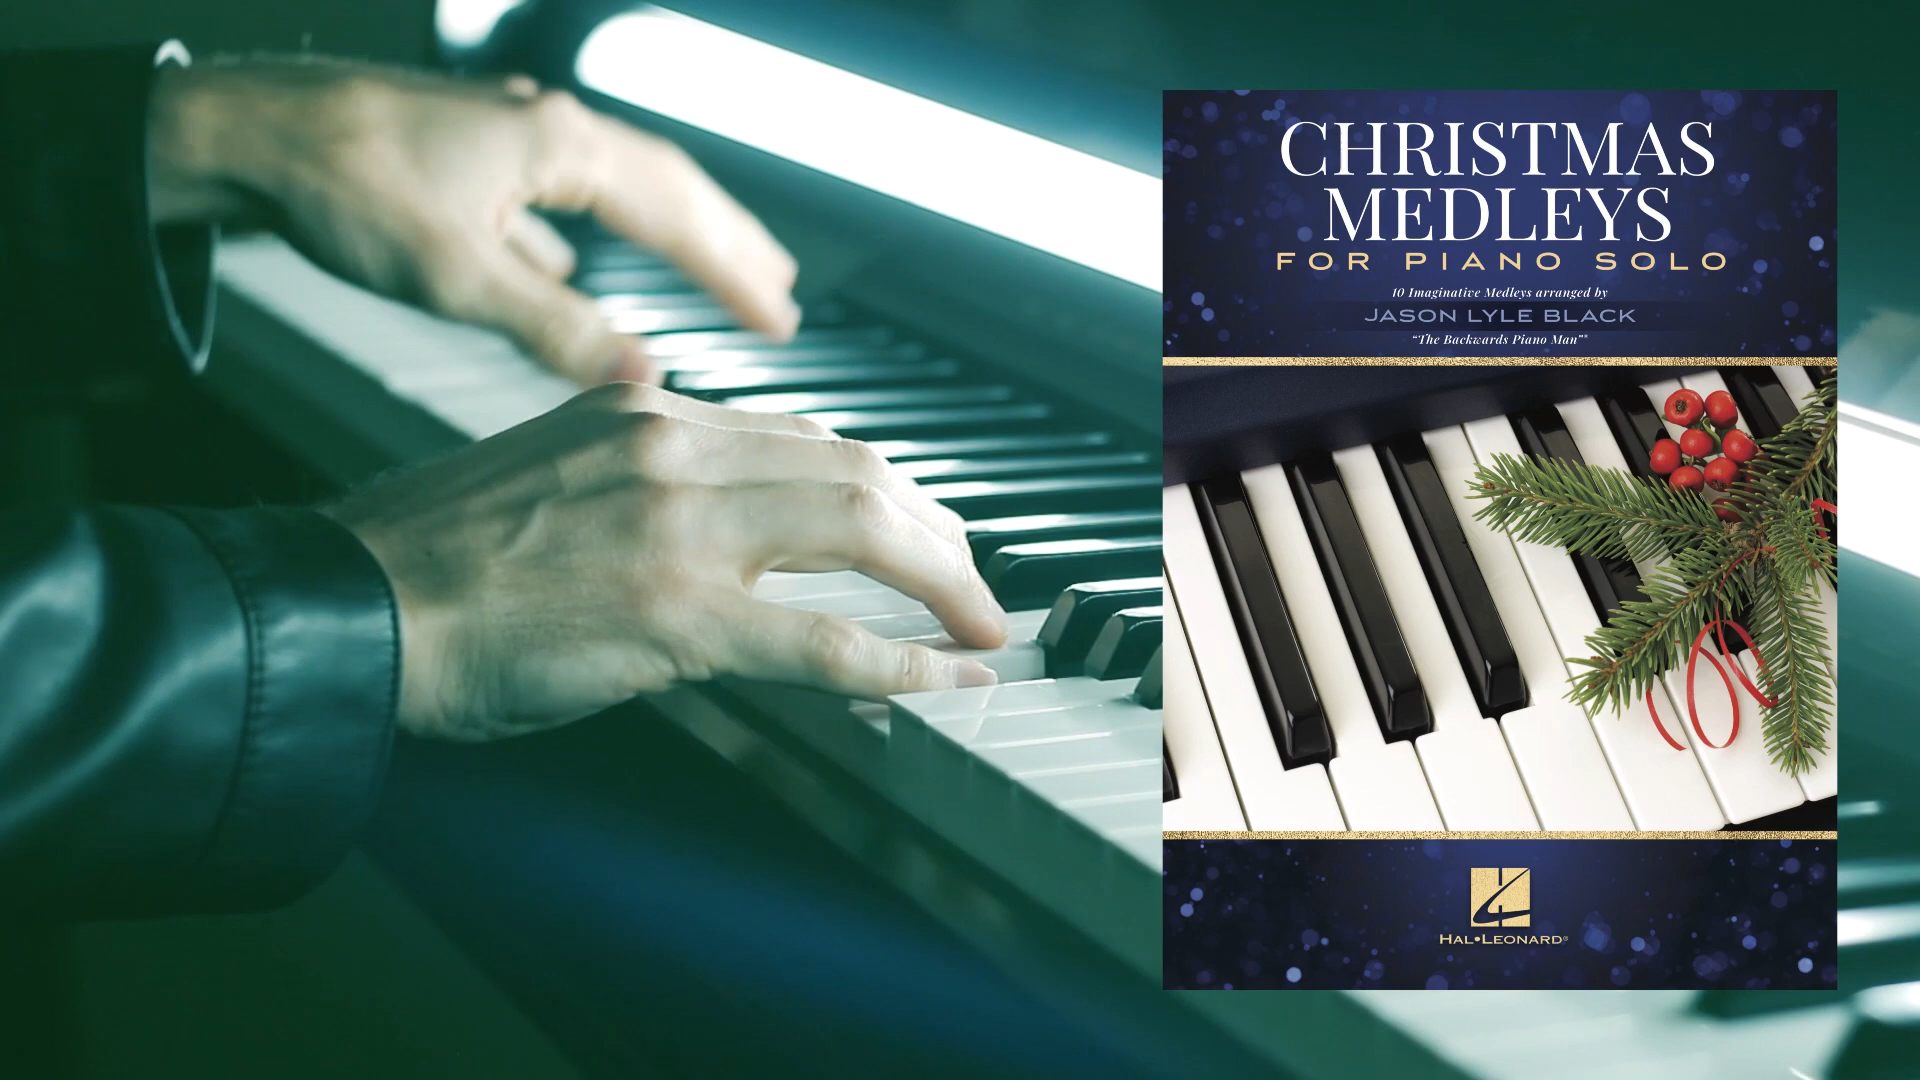 CHRISTMAS
MEDLEYS
FOR PIANO SOLO
10 Imaginative Medleys arranged by
JASON LYLE BLACK
“The Backwards Piano Man”®
HAL•LEONARD®